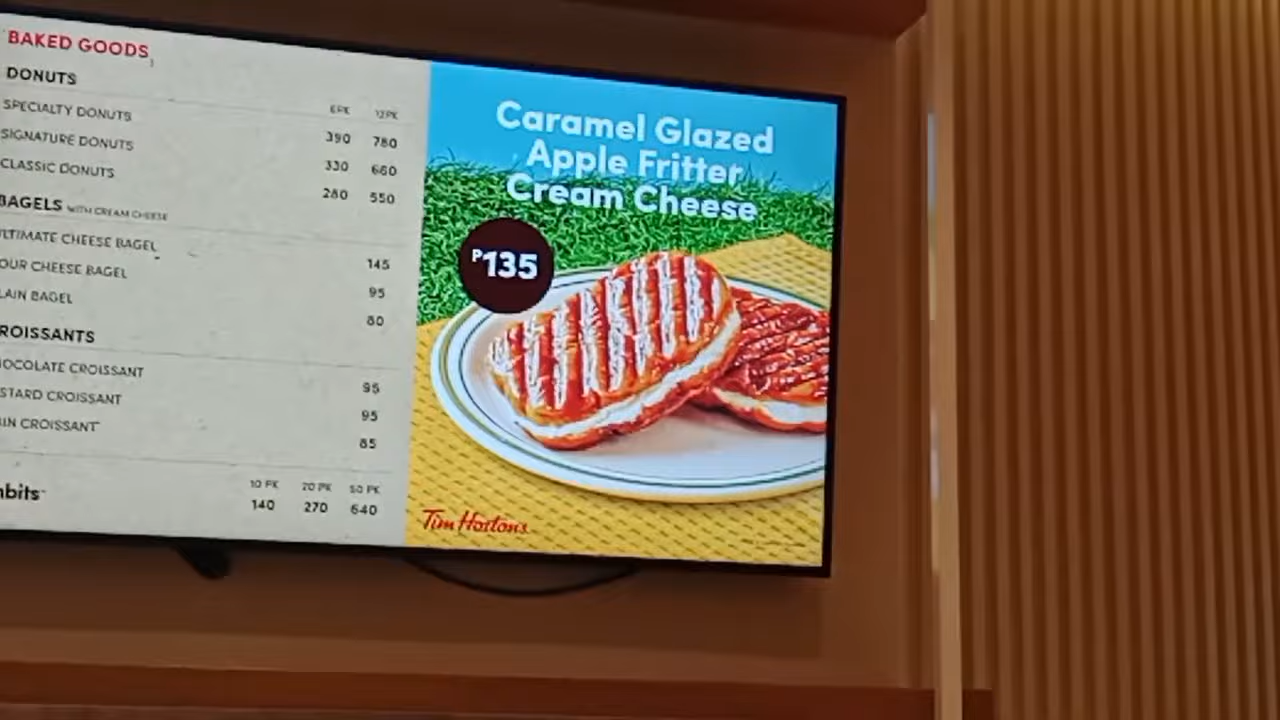 BAKED GOODS
DONUTS
6PK 12PK
SPECIALTY DONUTS 390 780
SIGNATURE DONUTS 330 660
CLASSIC DONUTS 280 550
BAGELS WITH CREAM CHEESE
LTIMATE CHEESE BAGEL 145
OUR CHEESE BAGEL 95
LAIN BAGEL 80
ROISSANTS
HOCOLATE CROISSANT 95
STARD CROISSANT 95
IN CROISSANT 85
10 PK 20 PK 50 PK
nbits 140 270 640
Caramel Glazed
Apple Fritter
Cream Cheese
₱135
Tim Hortons